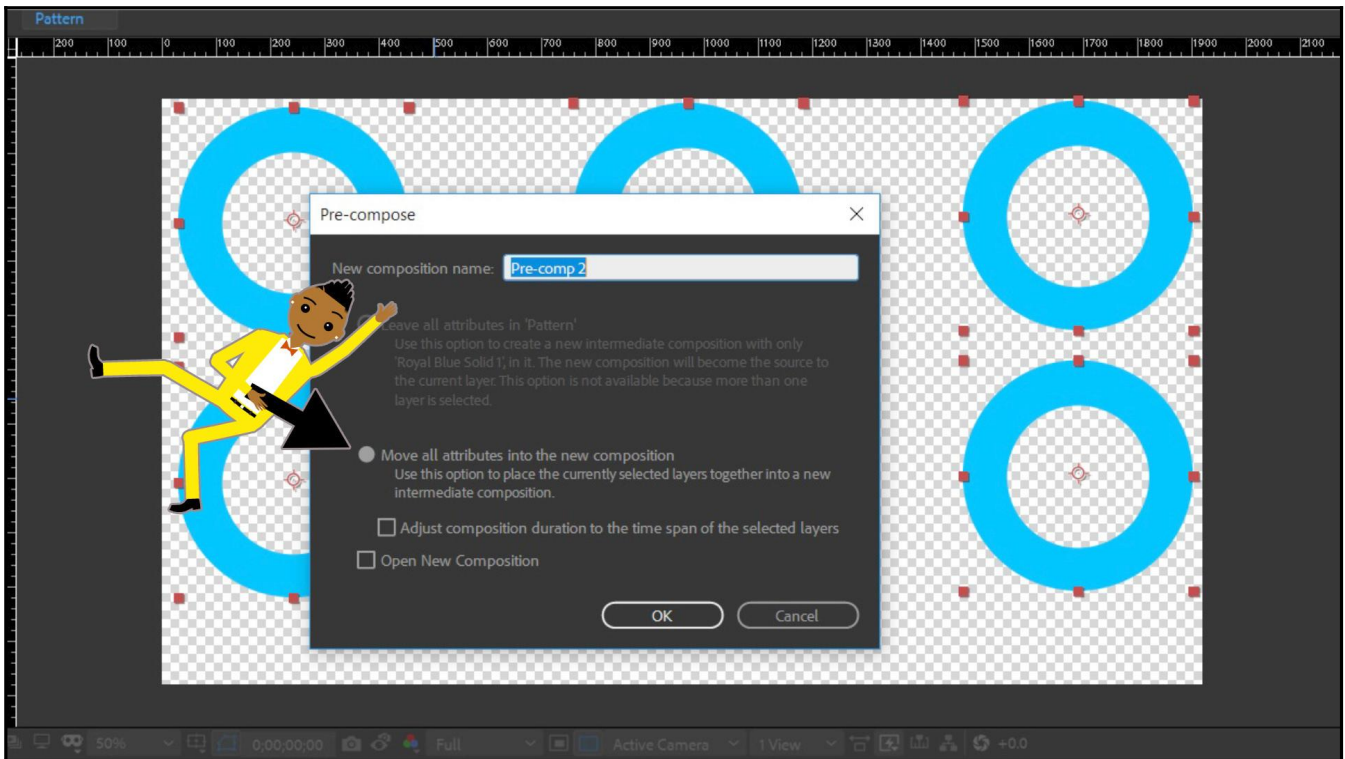 Pattern
200 100 0 100 200 300 400 500 600 700 800 900 1000 1100 1200 1300 1400 1500 1600 1700 1800 1900 2000 2100
Pre-compose
New composition name: Pre-comp 2
Leave all attributes in 'Pattern'
Use this option to create a new intermediate composition with only
'Royal Blue Solid 1', in it. The new composition will become the source to
the current layer. This option is not available because more than one
layer is selected.
Move all attributes into the new composition
Use this option to place the currently selected layers together into a new
intermediate composition.
Adjust composition duration to the time span of the selected layers
Open New Composition
OK Cancel
50% 0;00;00;00 Full Active Camera 1 View +0.0